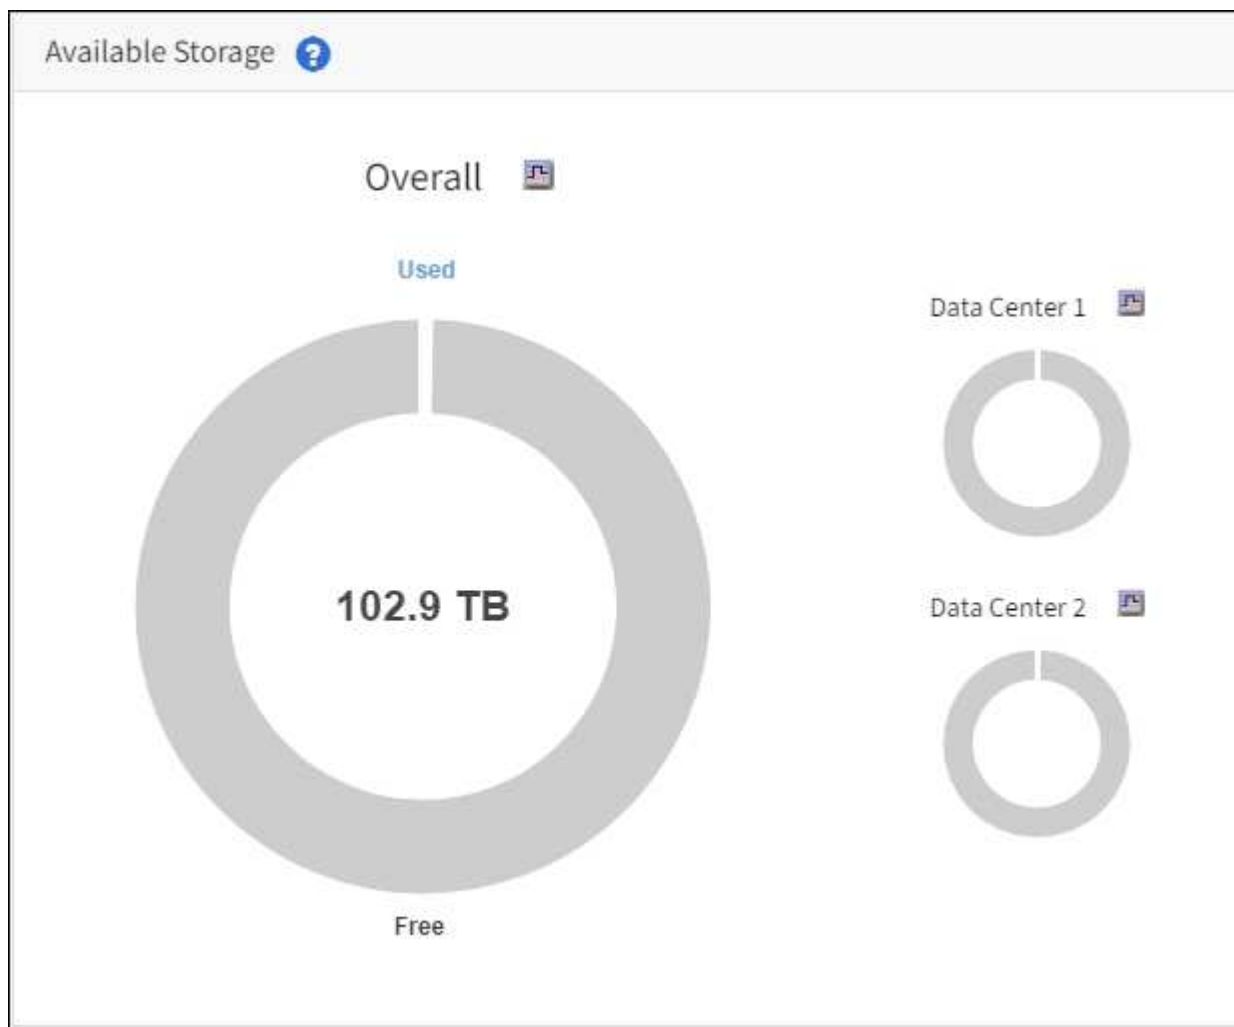 Available Storage ?
Overall
Used
102.9 TB
Free
Data Center 1
Data Center 2